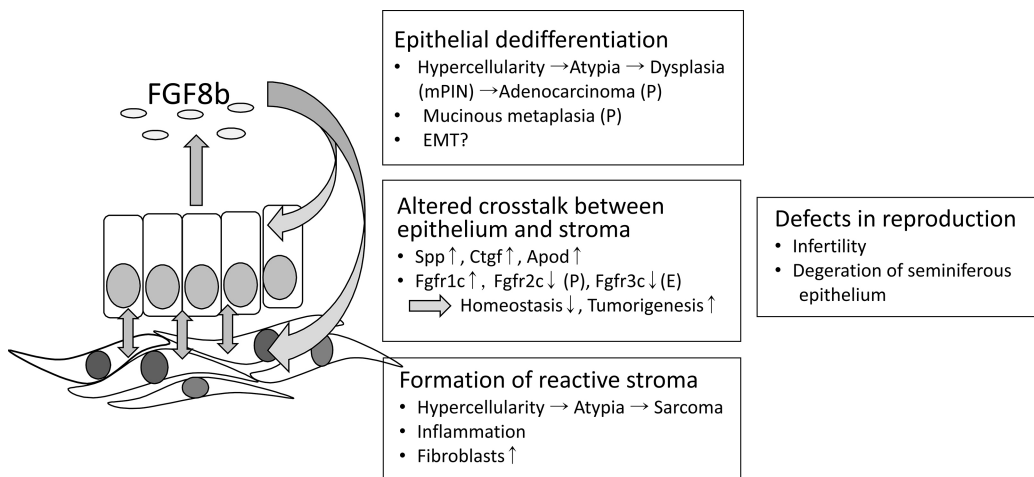 FGF8b
Epithelial dedifferentiation
• Hypercellularity →Atypia → Dysplasia
(mPIN) →Adenocarcinoma (P)
• Mucinous metaplasia (P)
• EMT?
Altered crosstalk between
epithelium and stroma
• Spp↑, Ctgf↑, Apod↑
• Fgfr1c↑, Fgfr2c↓ (P), Fgfr3c↓(E)
Homeostasis↓, Tumorigenesis↑
Formation of reactive stroma
• Hypercellularity → Atypia → Sarcoma
• Inflammation
• Fibroblasts↑
Defects in reproduction
• Infertility
• Degeration of seminiferous
epithelium